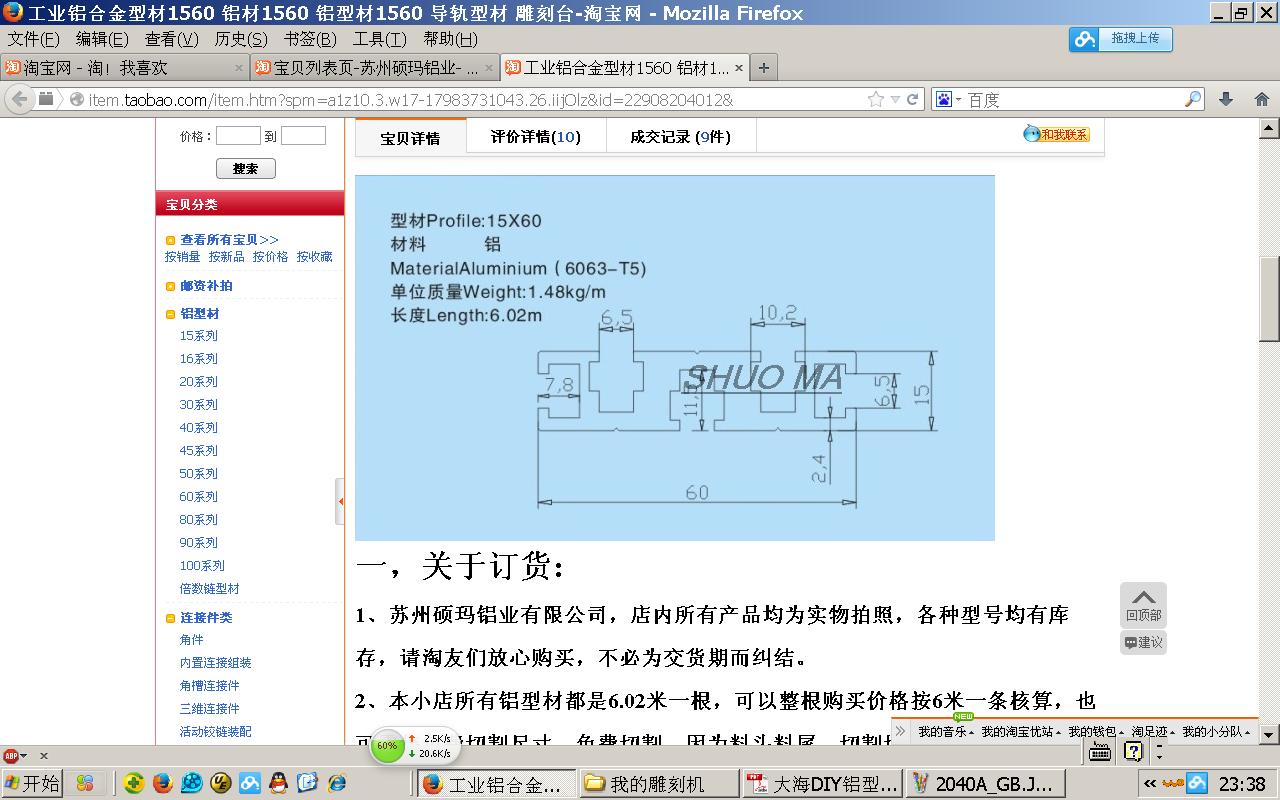 工业铝合金型材1560 铝材1560 铝型材1560 导轨型材 雕刻台-淘宝网 - Mozilla Firefox
文件(F) 编辑(E) 查看(V) 历史(S) 书签(B) 工具(T) 帮助(H)
拖拽上传
淘宝网 - 淘！我喜欢
宝贝列表页-苏州硕玛铝业- ...
工业铝合金型材1560 铝材1...
item.taobao.com/item.htm?spm=a1z10.3.w17-17983731043.26.iijOlz&id=22908204012&
百度
价格： 到
搜索
宝贝分类
查看所有宝贝>>
按销量 按新品 按价格 按收藏
邮资补拍
铝型材
15系列
16系列
20系列
30系列
40系列
45系列
50系列
60系列
80系列
90系列
100系列
倍数链型材
连接件类
角件
内置连接组装
角槽连接件
三维连接件
活动铰链装配
宝贝详情 评价详情(10) 成交记录 (9件)
和我联系
型材Profile:15X60
材料 铝
MaterialAluminium（6063-T5)
单位质量Weight:1.48kg/m
长度Length:6.02m
6,5
10,2
7,8
SHUO MA
11,5
6,5
15
2,4
60
一，关于订货：
1、苏州硕玛铝业有限公司，店内所有产品均为实物拍照，各种型号均有库
存，请淘友们放心购买，不必为交货期而纠结。
2、本小店所有铝型材都是6.02米一根，可以整根购买价格按6米一条核算，也
回顶部
建议
NEW
我的音乐 我的淘宝优站 我的钱包 淘足迹 我的小分队
60%
2.5K/s
20.6K/s
ABP
开始
工业铝合金...
我的雕刻机
大海DIY铝型...
2040A_GB.J...
23:38